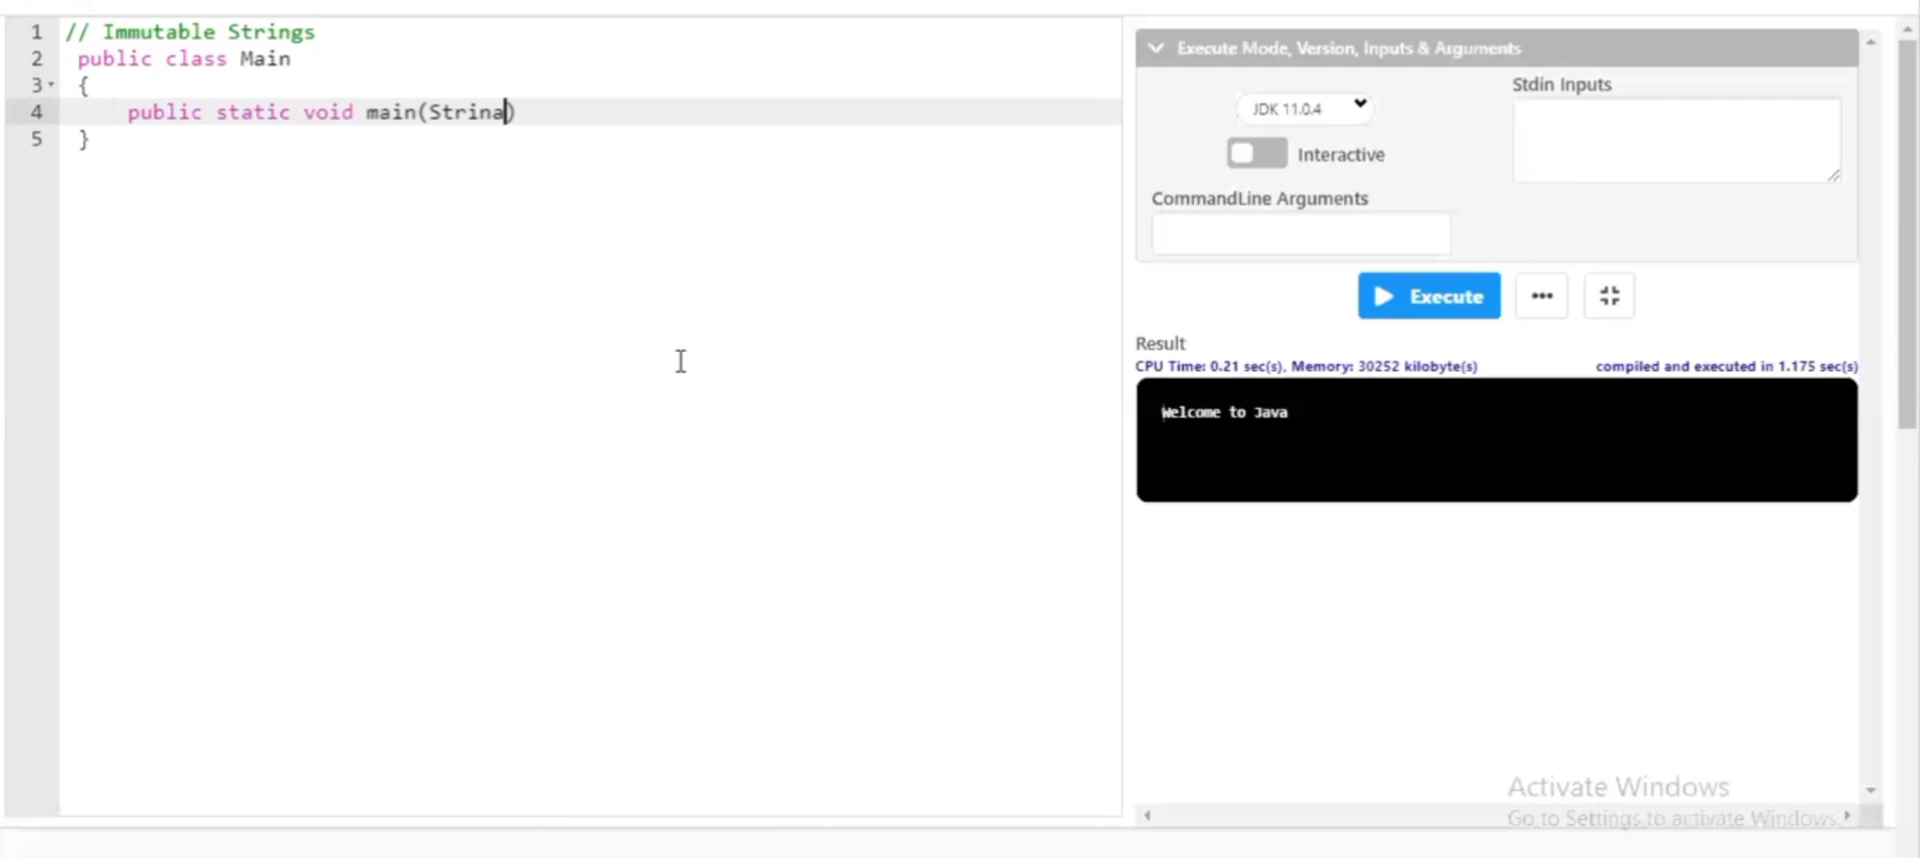 1 // Immutable Strings
2 public class Main
3 {
4 public static void main(Strina)
5 }
Execute Mode, Version, Inputs & Arguments
JDK 11.0.4
Interactive
Stdin Inputs
CommandLine Arguments
Execute
Result
CPU Time: 0.21 sec(s), Memory: 30252 kilobyte(s)
compiled and executed in 1.175 sec(s)
Welcome to Java
Activate Windows
Go to Settings to activate Windows.